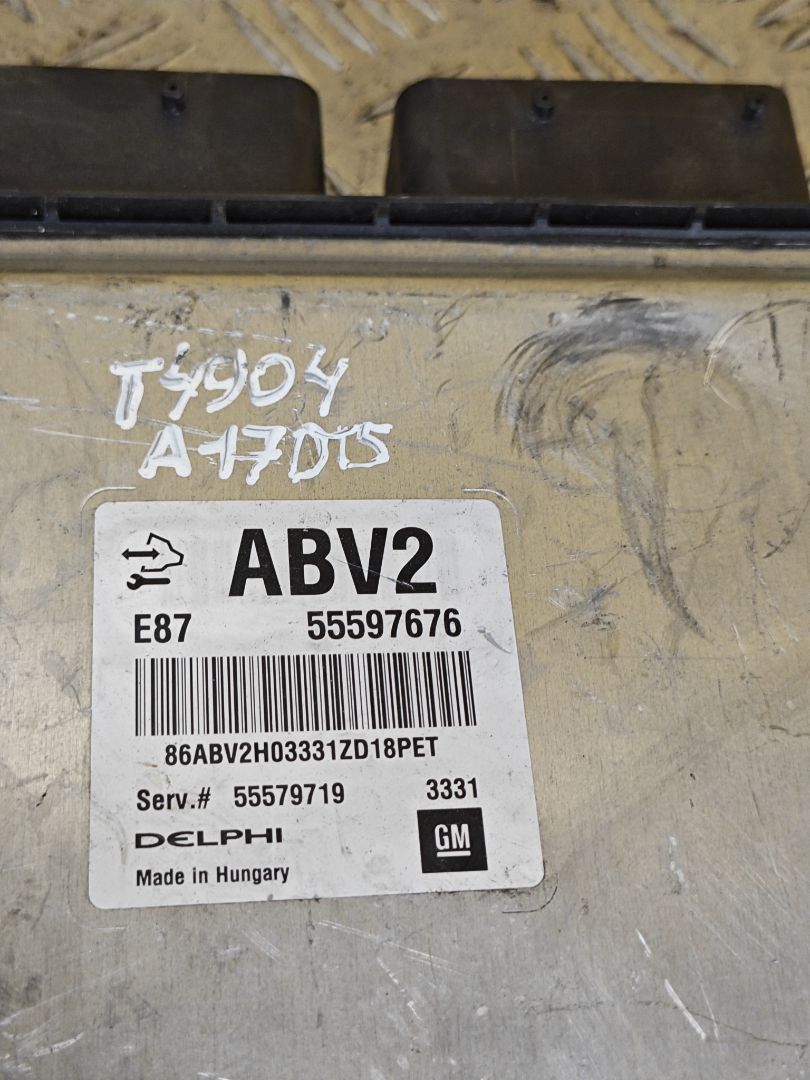 T4904
A17DTS
ABV2
E87 55597676
86ABV2H03331ZD18PET
Serv.# 55579719 3331
DELPHI GM
Made in Hungary